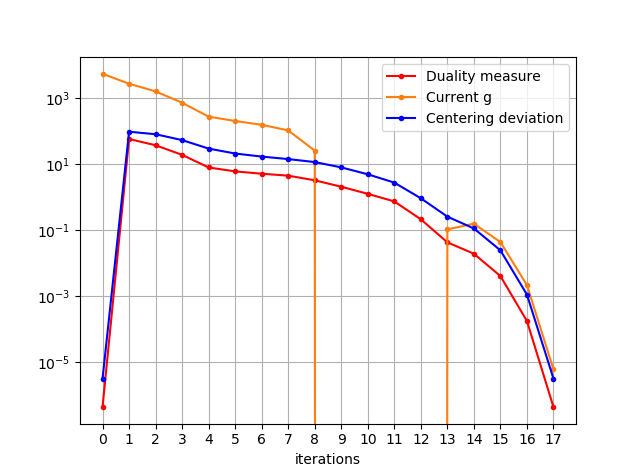 Duality measure
Current g
Centering deviation
10³
10¹
10⁻¹
10⁻³
10⁻⁵
0 1 2 3 4 5 6 7 8 9 10 11 12 13 14 15 16 17
iterations